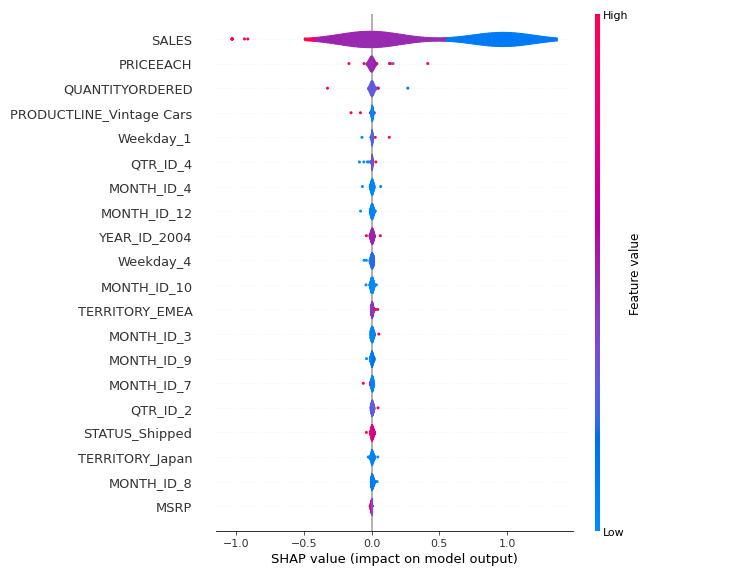 High
SALES
PRICEEACH
QUANTITYORDERED
PRODUCTLINE_Vintage Cars
Weekday_1
QTR_ID_4
MONTH_ID_4
MONTH_ID_12
YEAR_ID_2004
Weekday_4
MONTH_ID_10
TERRITORY_EMEA
MONTH_ID_3
MONTH_ID_9
MONTH_ID_7
QTR_ID_2
STATUS_Shipped
TERRITORY_Japan
MONTH_ID_8
MSRP
Feature value
Low
−1.0 −0.5 0.0 0.5 1.0
SHAP value (impact on model output)